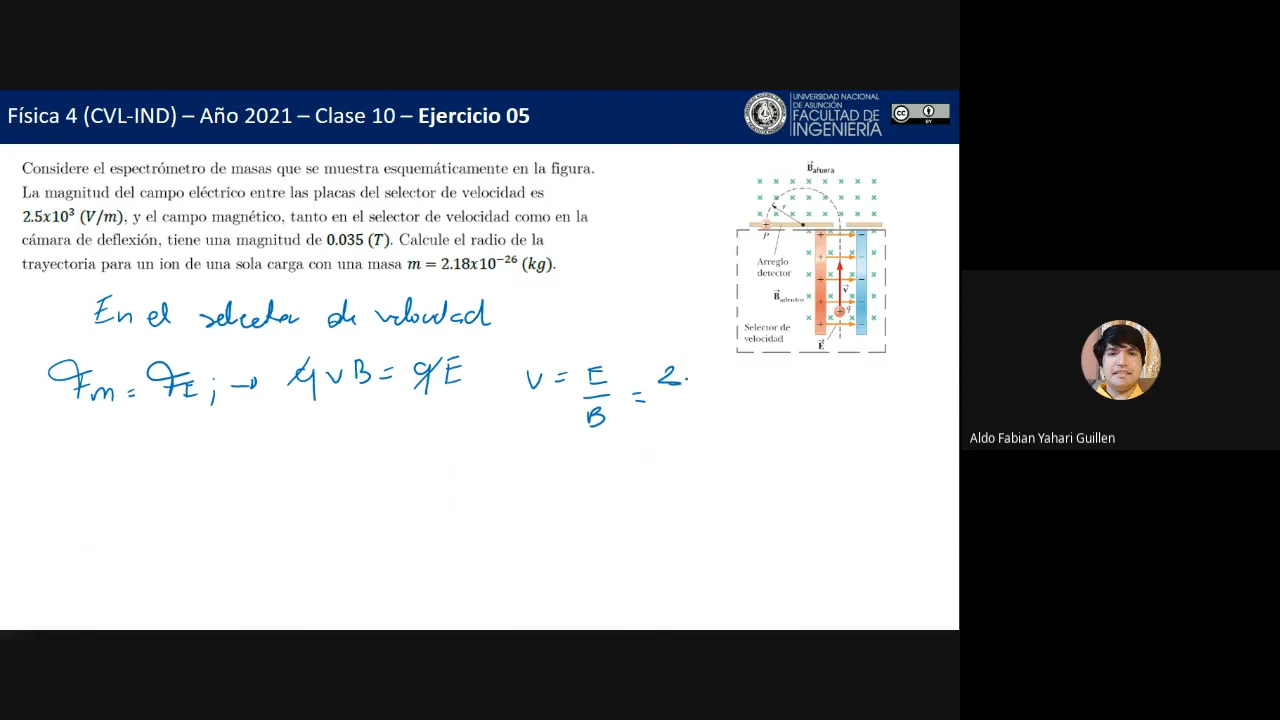 Física 4 (CVL-IND) – Año 2021 – Clase 10 – Ejercicio 05
UNIVERSIDAD NACIONAL
DE ASUNCIÓN
FACULTAD DE
INGENIERÍA
CC
BY
Considere el espectrómetro de masas que se muestra esquemáticamente en la figura.
La magnitud del campo eléctrico entre las placas del selector de velocidad es
2.5x10³ (V/m), y el campo magnético, tanto en el selector de velocidad como en la
cámara de deflexión, tiene una magnitud de 0.035 (T). Calcule el radio de la
trayectoria para un ion de una sola carga con una masa m = 2.18x10⁻²⁶ (kg).
B⃗afuera
r
P
Arreglo
detector
B⃗adentro
v⃗
q
Selector de
velocidad
E⃗
En el selector de velocidad
Fm = FE ; → qvB = qE v = E/B = 2.
Aldo Fabian Yahari Guillen